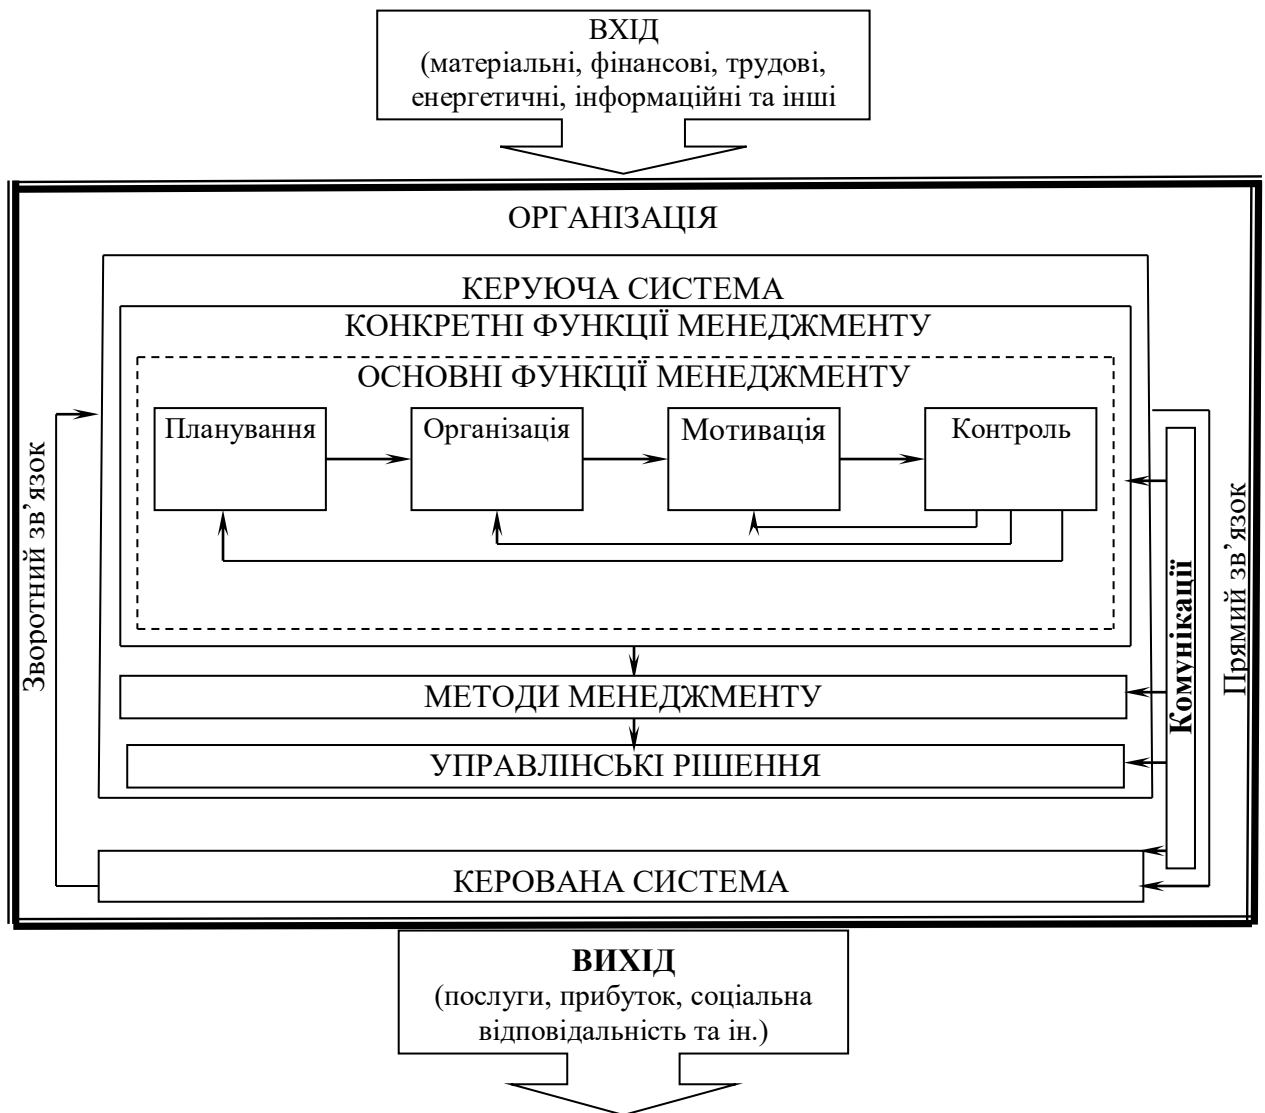 ВХІД
(матеріальні, фінансові, трудові,
енергетичні, інформаційні та інші
ОРГАНІЗАЦІЯ
КЕРУЮЧА СИСТЕМА
КОНКРЕТНІ ФУНКЦІЇ МЕНЕДЖМЕНТУ
ОСНОВНІ ФУНКЦІЇ МЕНЕДЖМЕНТУ
Планування
Організація
Мотивація
Контроль
Зворотний зв’язок
Комунікації
Прямий зв’язок
МЕТОДИ МЕНЕДЖМЕНТУ
УПРАВЛІНСЬКІ РІШЕННЯ
КЕРОВАНА СИСТЕМА
ВИХІД
(послуги, прибуток, соціальна
відповідальність та ін.)